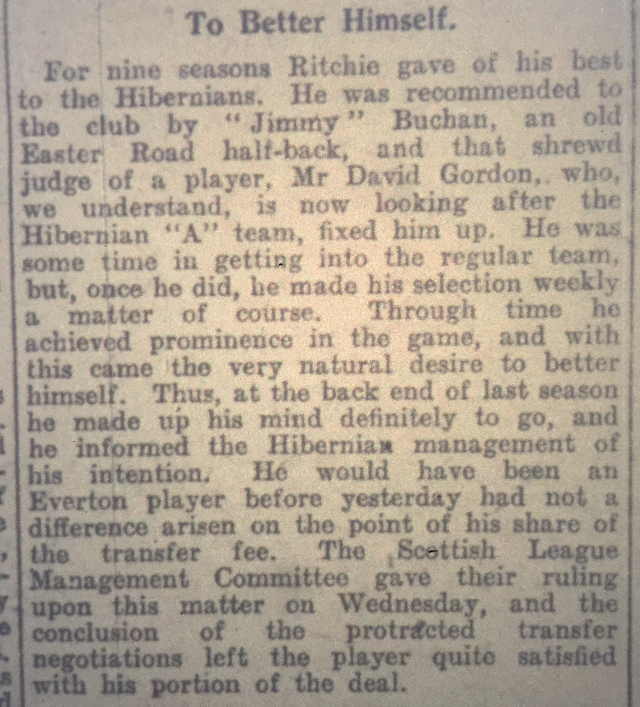 To Better Himself.
For nine seasons Ritchie gave of his best
to the Hibernians. He was recommended to
the club by "Jimmy" Buchan, an old
Easter Road half-back, and that shrewd
judge of a player, Mr David Gordon, who,
we understand, is now looking after the
Hibernian "A" team, fixed him up. He was
some time in getting into the regular team,
but, once he did, he made his selection weekly
a matter of course. Through time he
achieved prominence in the game, and with
this came the very natural desire to better
himself. Thus, at the back end of last season
he made up his mind definitely to go, and
he informed the Hibernian management of
his intention. He would have been an
Everton player before yesterday had not a
difference arisen on the point of his share of
the transfer fee. The Scottish League
Management Committee gave their ruling
upon this matter on Wednesday, and the
conclusion of the protracted transfer
negotiations left the player quite satisfied
with his portion of the deal.